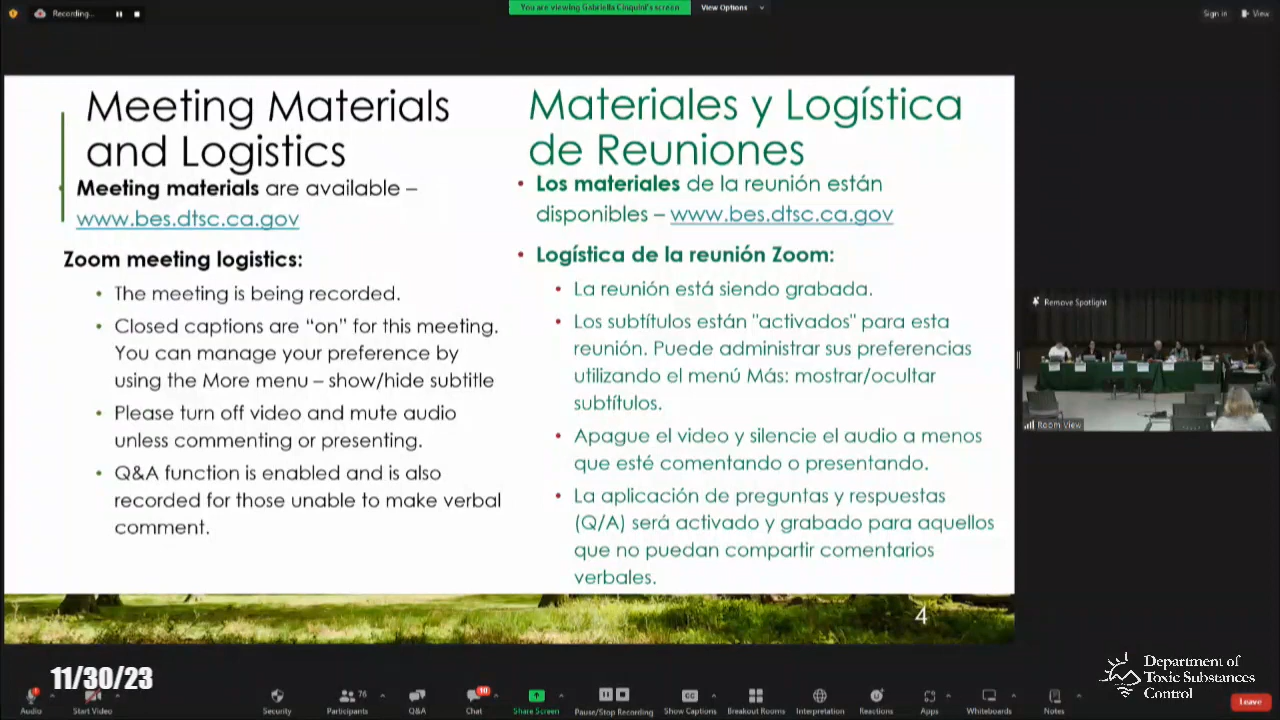 Recording...
You are viewing Gabriella Cinquini's screen
View Options
Sign in
View
Meeting Materials
and Logistics
Meeting materials are available –
www.bes.dtsc.ca.gov
Zoom meeting logistics:
• The meeting is being recorded.
• Closed captions are “on” for this meeting.
You can manage your preference by
using the More menu – show/hide subtitle
• Please turn off video and mute audio
unless commenting or presenting.
• Q&A function is enabled and is also
recorded for those unable to make verbal
comment.
Materiales y Logística
de Reuniones
• Los materiales de la reunión están
disponibles – www.bes.dtsc.ca.gov
• Logística de la reunión Zoom:
• La reunión está siendo grabada.
• Los subtítulos están "activados" para esta
reunión. Puede administrar sus preferencias
utilizando el menú Más: mostrar/ocultar
subtítulos.
• Apague el video y silencie el audio a menos
que esté comentando o presentando.
• La aplicación de preguntas y respuestas
(Q/A) será activado y grabado para aquellos
que no puedan compartir comentarios
verbales.
4
Remove Spotlight
Room View
11/30/23
Department of
Toxic Substances
Control
Audio
Start Video
Security
Participants
76
Q&A
Chat
10
Share Screen
Pause/Stop Recording
CC
Show Captions
Breakout Rooms
Interpretation
Reactions
Apps
Whiteboards
Notes
Leave